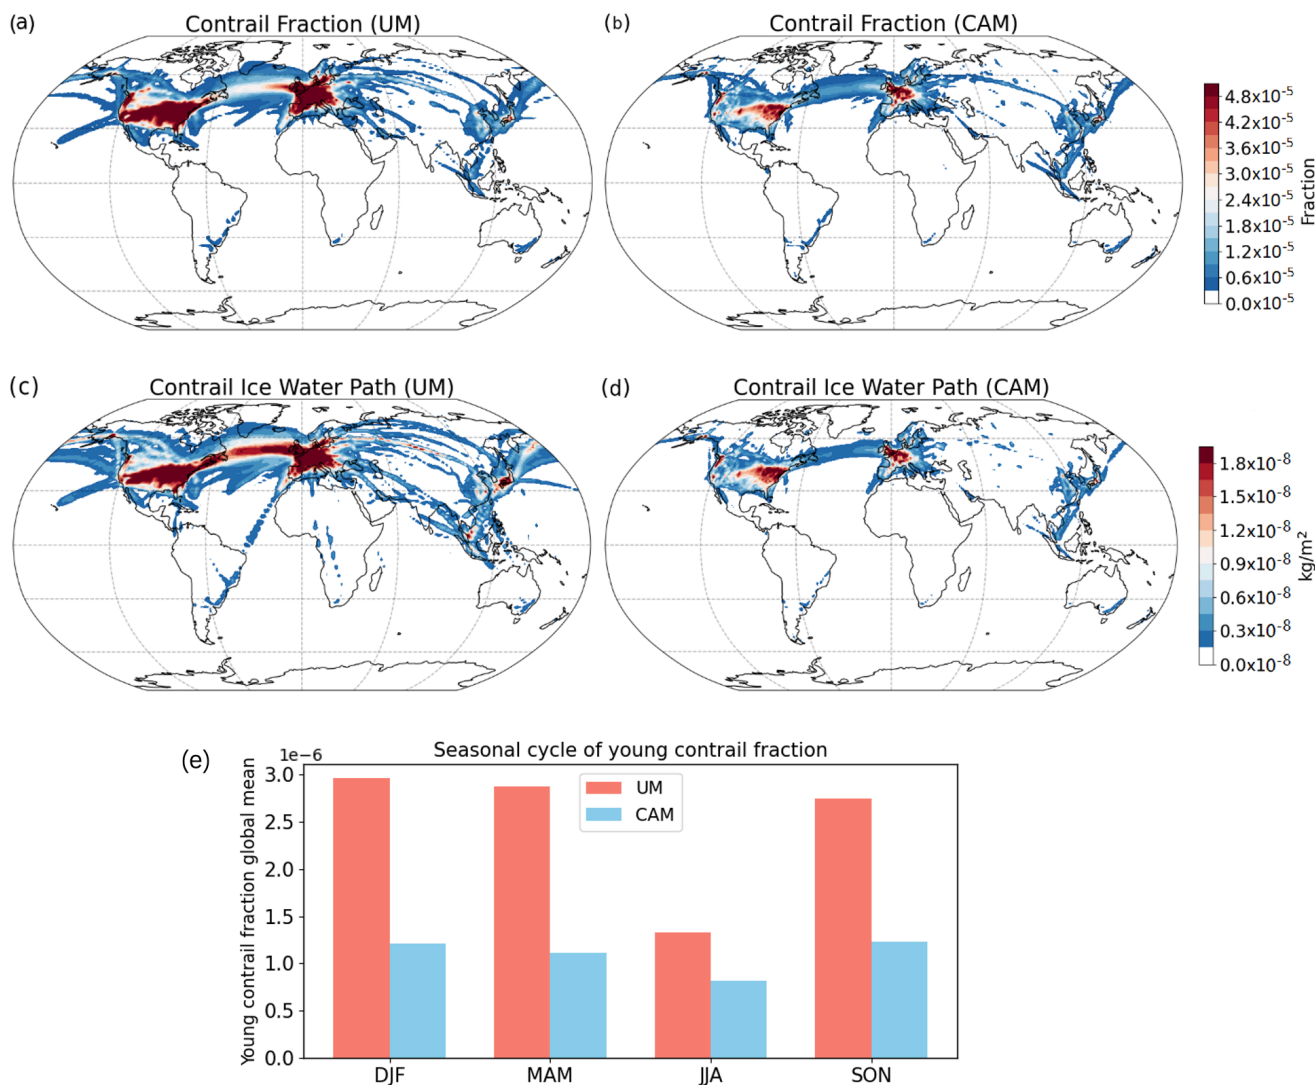 (a) Contrail Fraction (UM)
(b) Contrail Fraction (CAM)
4.8x10⁻⁵
4.2x10⁻⁵
3.6x10⁻⁵
3.0x10⁻⁵
2.4x10⁻⁵
1.8x10⁻⁵
1.2x10⁻⁵
0.6x10⁻⁵
0.0x10⁻⁵
Fraction
(c) Contrail Ice Water Path (UM)
(d) Contrail Ice Water Path (CAM)
1.8x10⁻⁸
1.5x10⁻⁸
1.2x10⁻⁸
0.9x10⁻⁸
0.6x10⁻⁸
0.3x10⁻⁸
0.0x10⁻⁸
kg/m²
(e)
1e−6
Seasonal cycle of young contrail fraction
Young contrail fraction global mean
3.0
2.5
2.0
1.5
1.0
0.5
0.0
UM
CAM
DJF MAM JJA SON